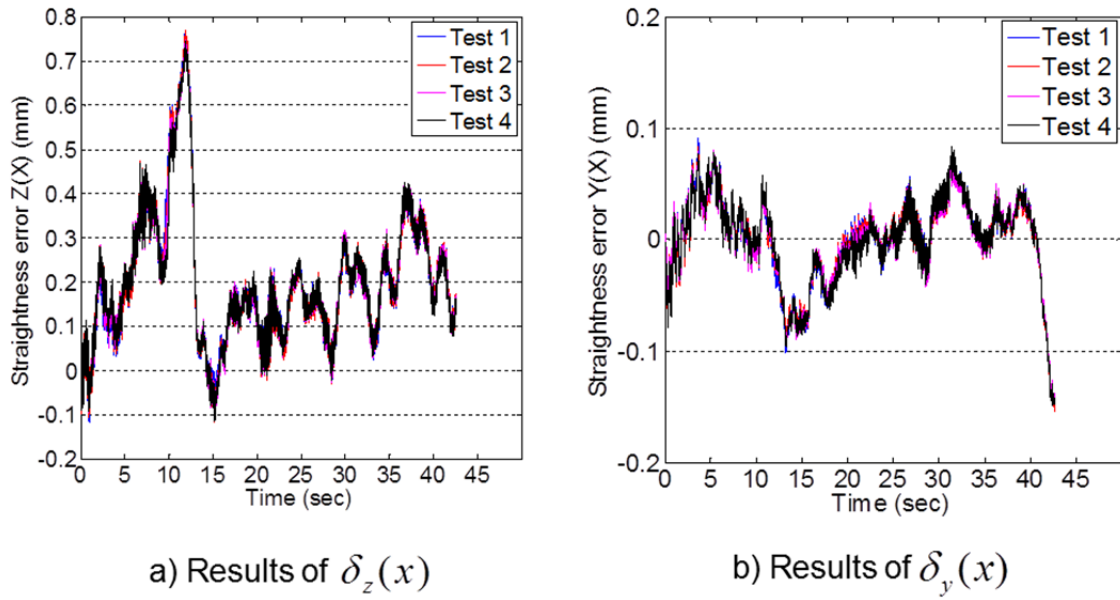 Straightness error Z(X) (mm)
0.8
0.7
0.6
0.5
0.4
0.3
0.2
0.1
0
-0.1
-0.2
Test 1
Test 2
Test 3
Test 4
0 5 10 15 20 25 30 35 40 45
Time (sec)
a) Results of δz(x)
Straightness error Y(X) (mm)
0.2
0.1
0
-0.1
-0.2
Test 1
Test 2
Test 3
Test 4
0 5 10 15 20 25 30 35 40 45
Time (sec)
b) Results of δy(x)